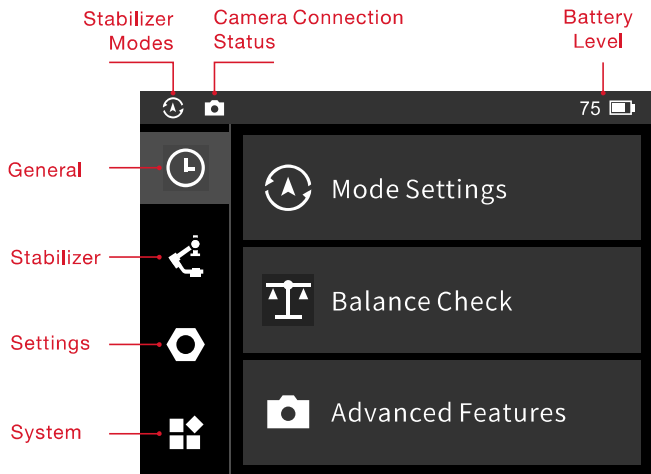 Stabilizer
Modes
Camera Connection
Status
Battery
Level
75
General
Mode Settings
Stabilizer
Balance Check
Settings
Advanced Features
System